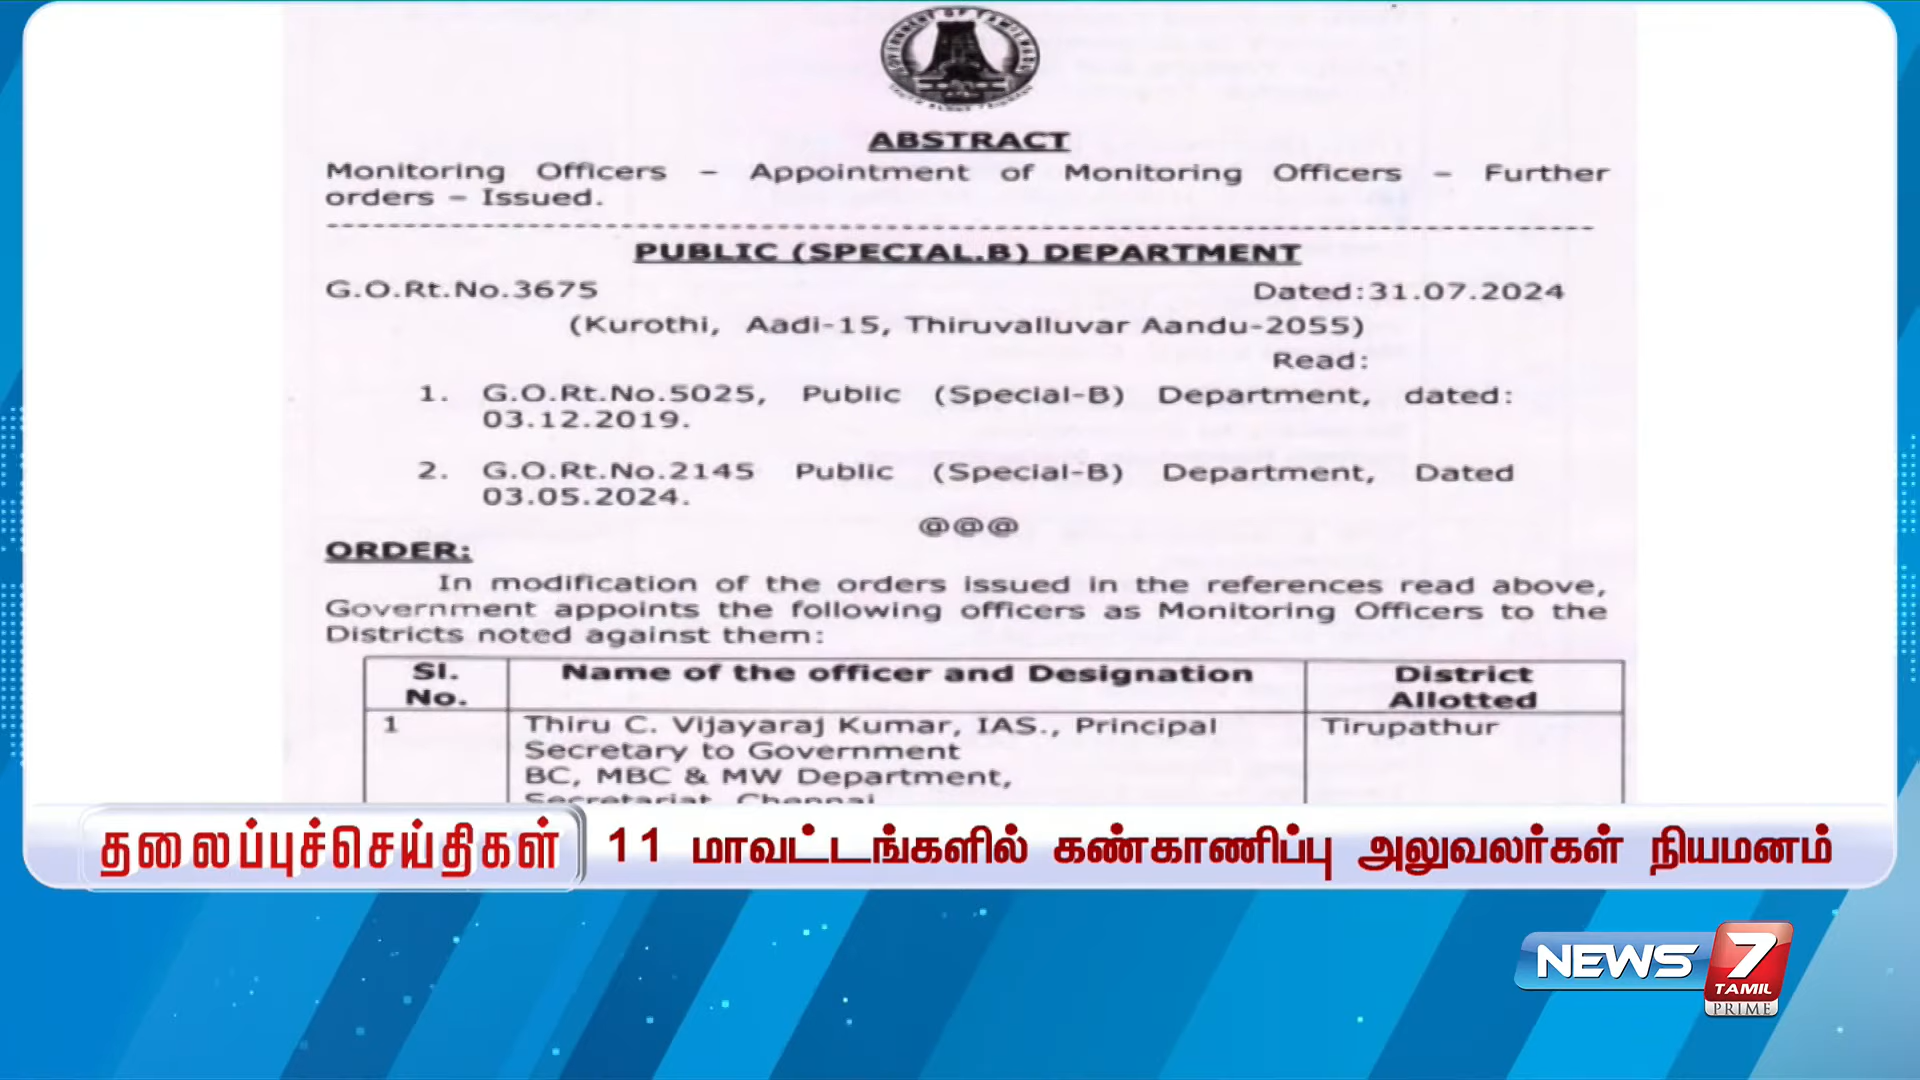 GOVERNMENT OF TAMILNADU
ABSTRACT
Monitoring Officers – Appointment of Monitoring Officers – Further
orders – Issued.
PUBLIC (SPECIAL.B) DEPARTMENT
G.O.Rt.No.3675 Dated:31.07.2024
(Kurothi, Aadi-15, Thiruvalluvar Aandu-2055)
Read:
1. G.O.Rt.No.5025, Public (Special-B) Department, dated:
03.12.2019.
2. G.O.Rt.No.2145 Public (Special-B) Department, Dated
03.05.2024.
@@@
ORDER:
In modification of the orders issued in the references read above,
Government appoints the following officers as Monitoring Officers to the
Districts noted against them:
Sl. No. Name of the officer and Designation District Allotted
1 Thiru C. Vijayaraj Kumar, IAS., Principal Tirupathur
Secretary to Government
BC, MBC & MW Department,
Secretariat, Chennai
தலைப்புச்செய்திகள் 11 மாவட்டங்களில் கண்காணிப்பு அலுவலர்கள் நியமனம்
NEWS 7
TAMIL
PRIME